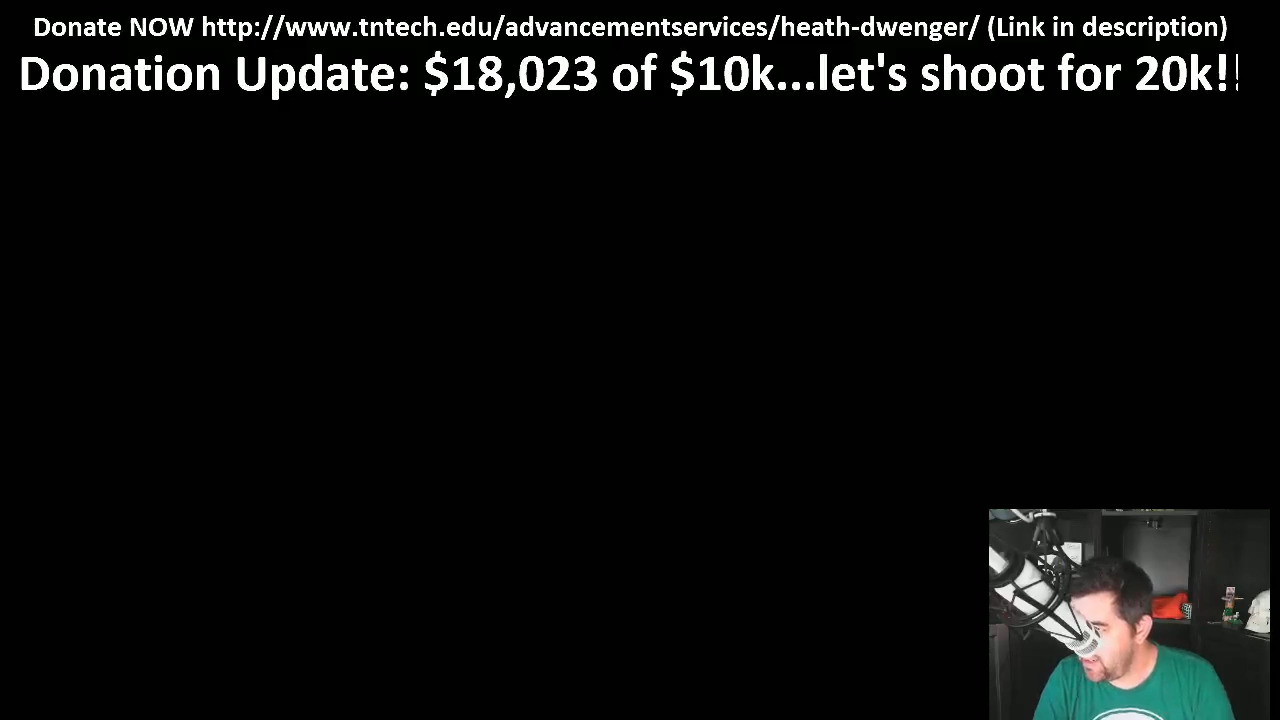 Donate NOW http://www.tntech.edu/advancementservices/heath-dwenger/ (Link in description)
Donation Update: $18,023 of $10k...let's shoot for 20k!!